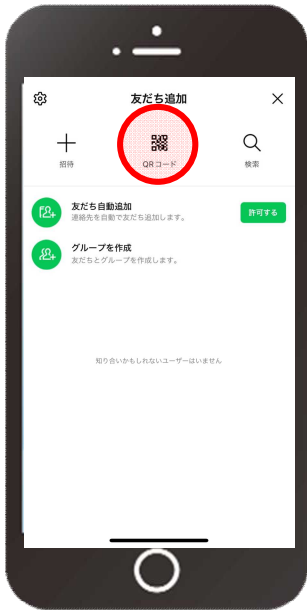 友だち追加
招待
QRコード
検索
友だち自動追加
連絡先を自動で友だち追加します。
許可する
グループを作成
友だちとグループを作成します。
知り合いかもしれないユーザーはいません